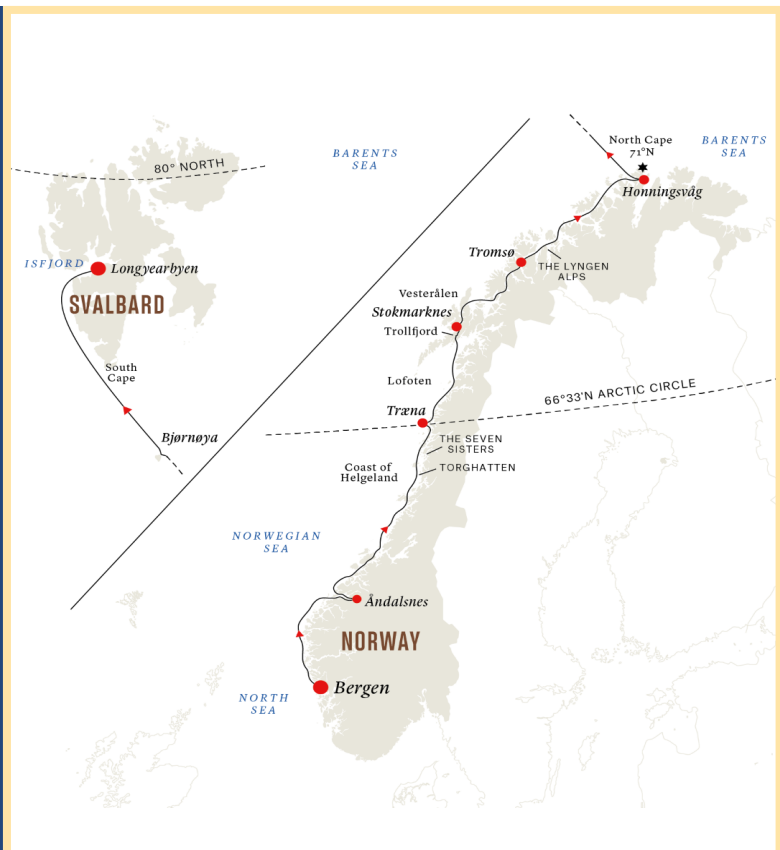 80° NORTH
BARENTS
SEA
North Cape
71°N
BARENTS
SEA
Honningsvåg
ISFJORD
Longyearbyen
SVALBARD
Tromsø
THE LYNGEN
ALPS
Vesterålen
Stokmarknes
Trollfjord
South
Cape
Lofoten
66°33'N ARCTIC CIRCLE
Træna
Bjørnøya
THE SEVEN
SISTERS
TORGHATTEN
Coast of
Helgeland
NORWEGIAN
SEA
Åndalsnes
NORWAY
Bergen
NORTH
SEA